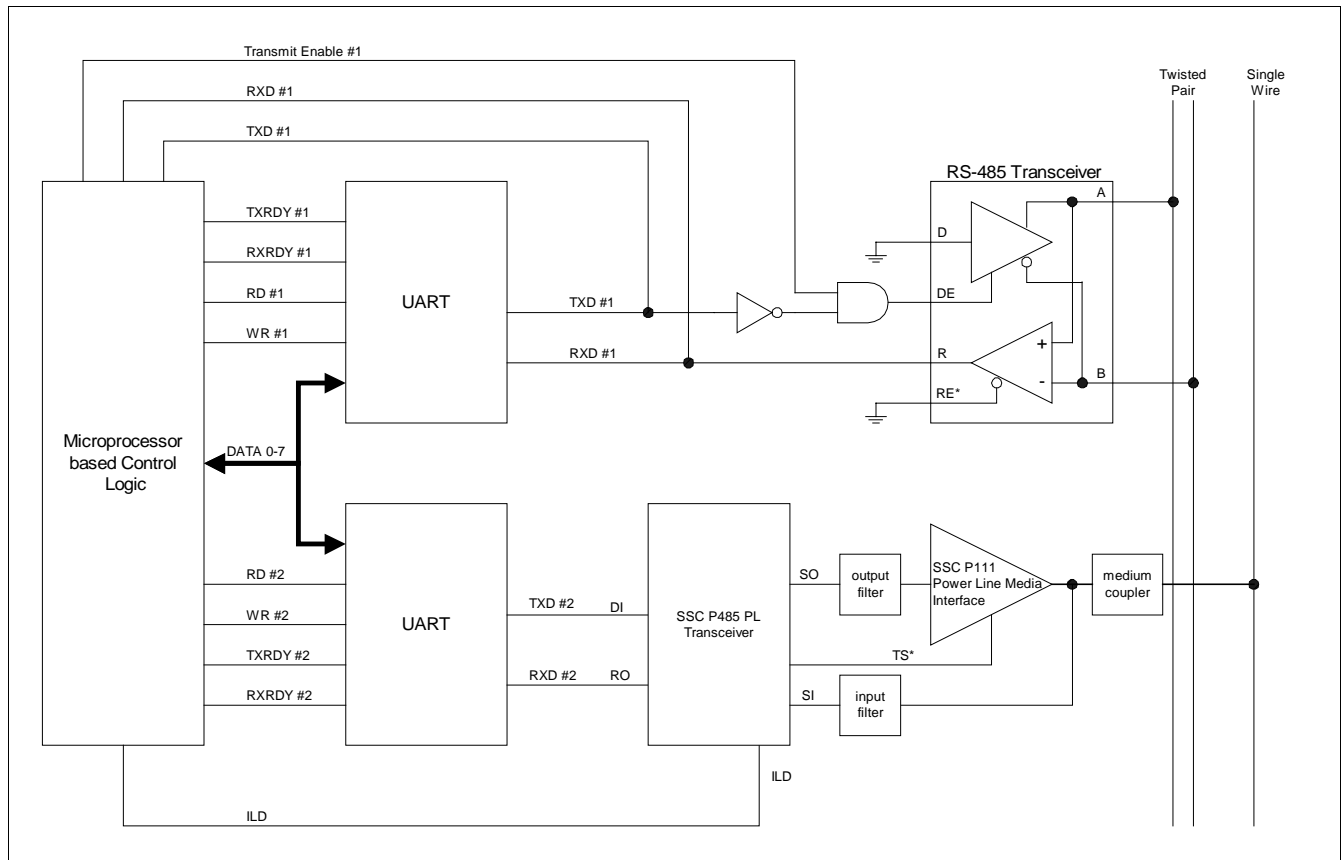 Transmit Enable #1
RXD #1
TXD #1
Twisted
Pair
Single
Wire
RS-485 Transceiver
A
D
DE
+
R
-
B
RE*
TXRDY #1
RXRDY #1
RD #1
WR #1
UART
TXD #1
RXD #1
Microprocessor
based Control
Logic
DATA 0-7
RD #2
WR #2
TXRDY #2
RXRDY #2
UART
TXD #2
DI
RXD #2
RO
SSC P485 PL
Transceiver
SO
output
filter
SSC P111
Power Line Media
Interface
medium
coupler
TS*
SI
input
filter
ILD
ILD